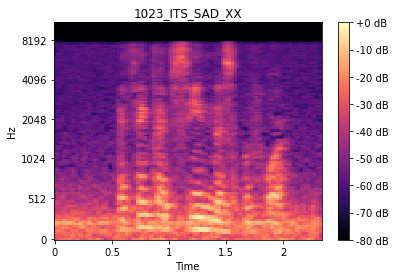 1023_ITS_SAD_XX
+0 dB
8192
-10 dB
4096
-20 dB
-30 dB
2048
-40 dB
Hz
1024
-50 dB
512
-60 dB
-70 dB
0
-80 dB
0 0.5 1 1.5 2
Time